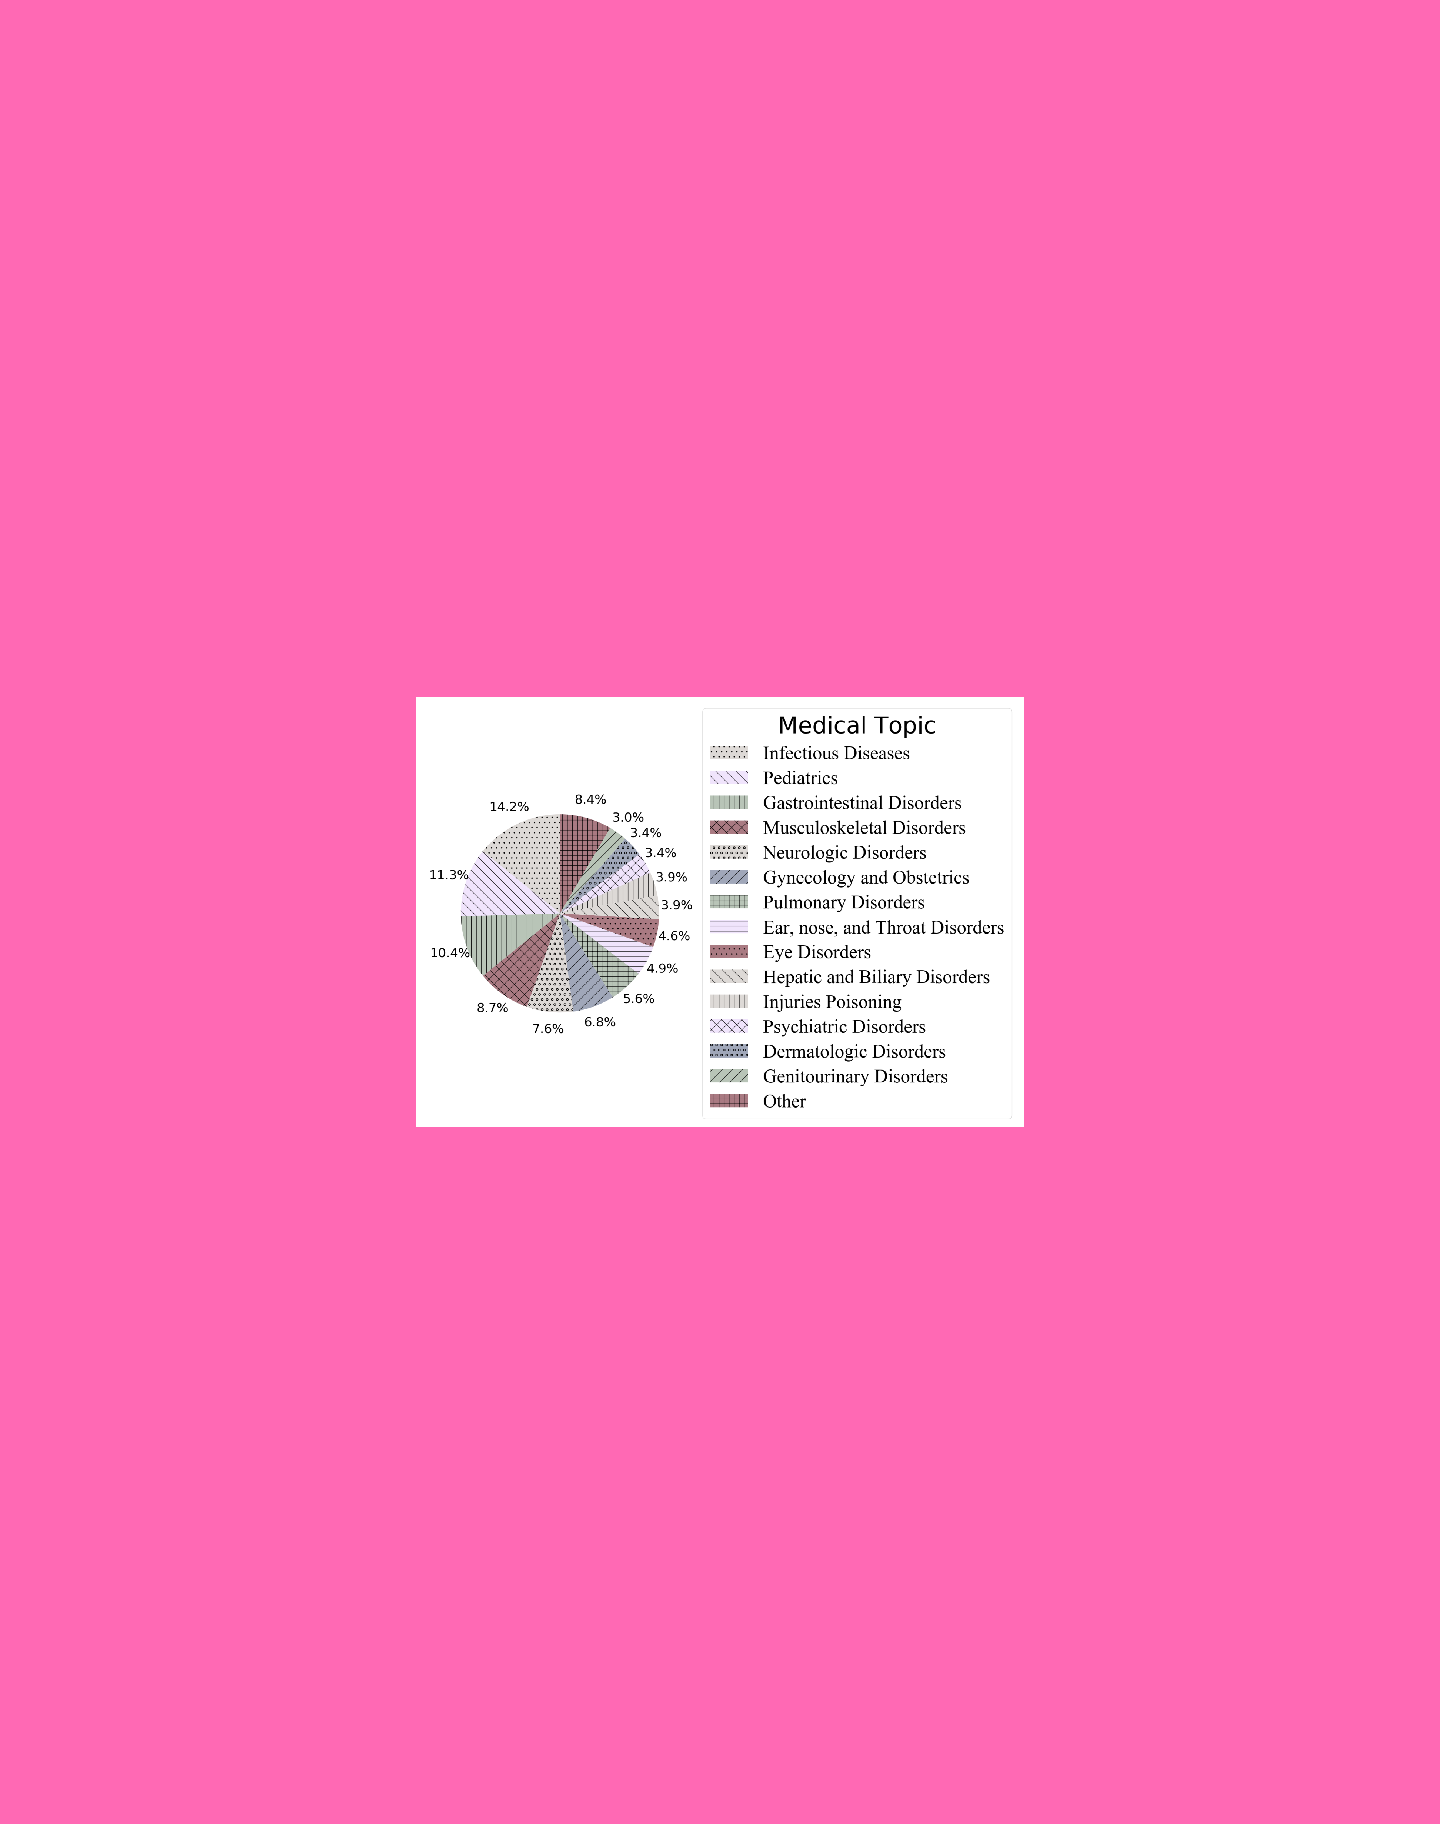 14.2%
8.4%
3.0%
3.4%
3.4%
3.9%
3.9%
4.6%
4.9%
5.6%
6.8%
7.6%
8.7%
10.4%
11.3%
Medical Topic
Infectious Diseases
Pediatrics
Gastrointestinal Disorders
Musculoskeletal Disorders
Neurologic Disorders
Gynecology and Obstetrics
Pulmonary Disorders
Ear, nose, and Throat Disorders
Eye Disorders
Hepatic and Biliary Disorders
Injuries Poisoning
Psychiatric Disorders
Dermatologic Disorders
Genitourinary Disorders
Other